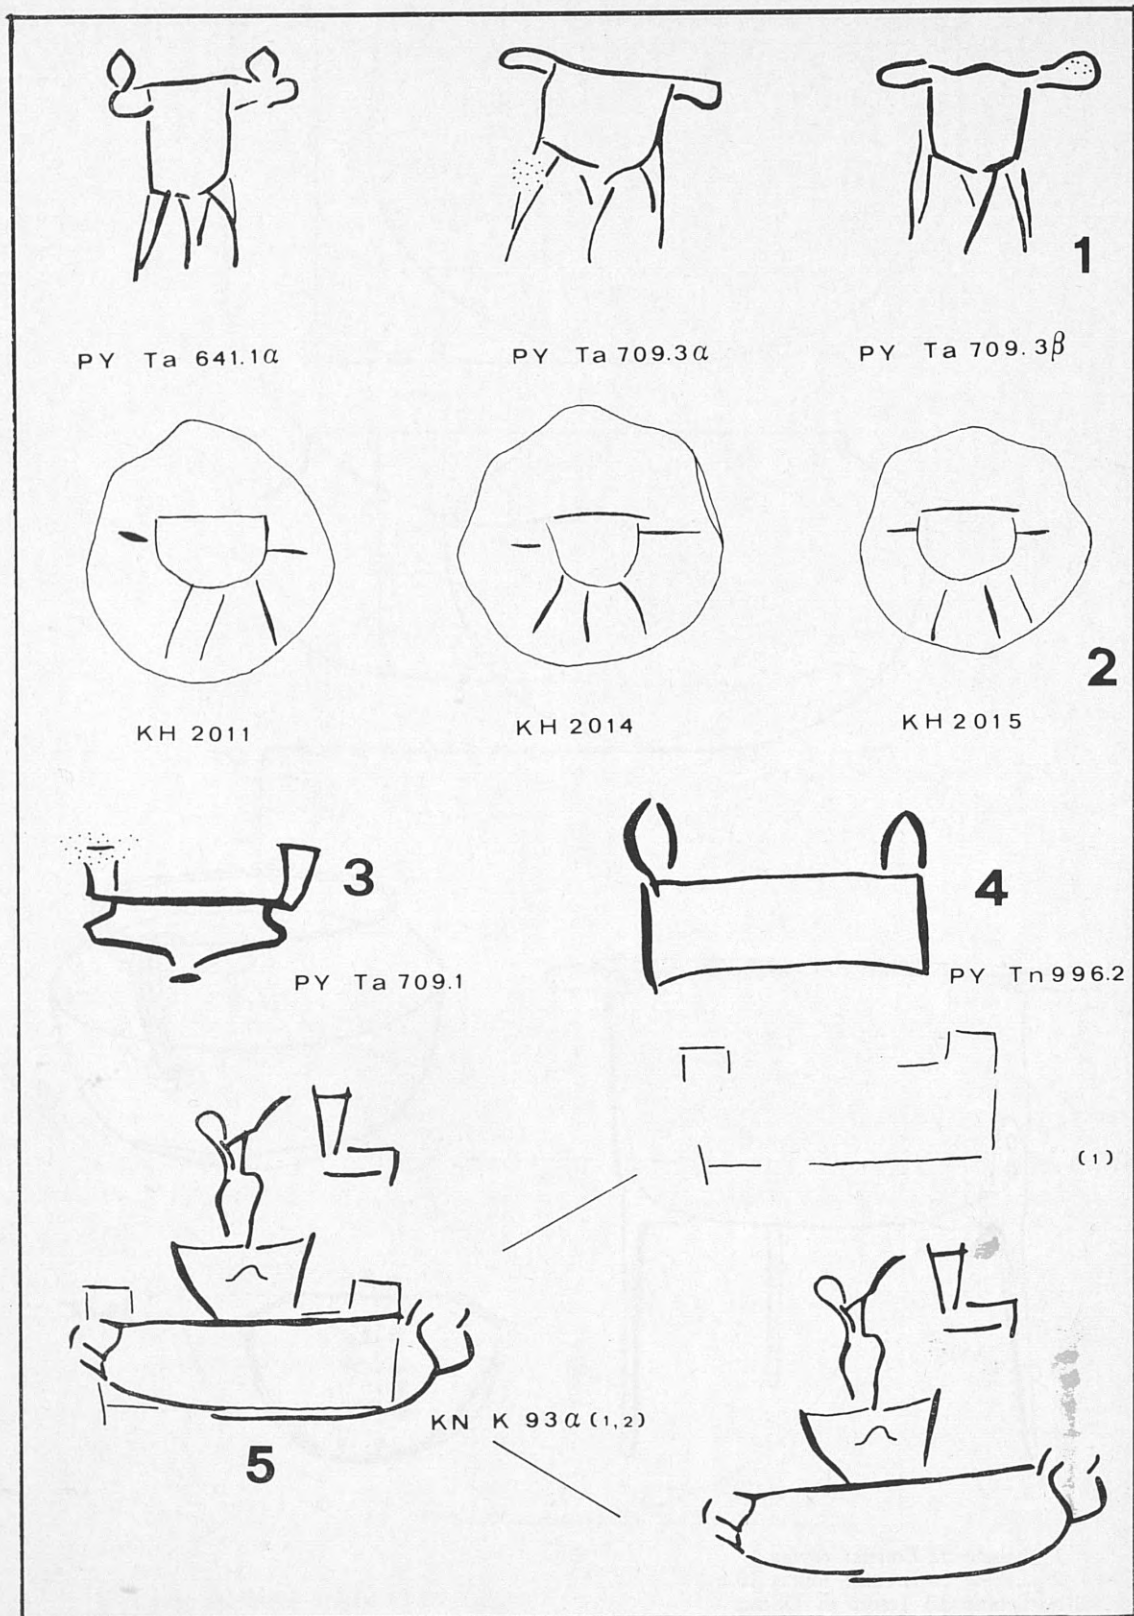 1
PY Ta 641.1α
PY Ta 709.3α
PY Ta 709.3β
2
KH 2011
KH 2014
KH 2015
3
4
PY Ta 709.1
PY Tn 996.2
(1)
KN K 93α (1,2)
5